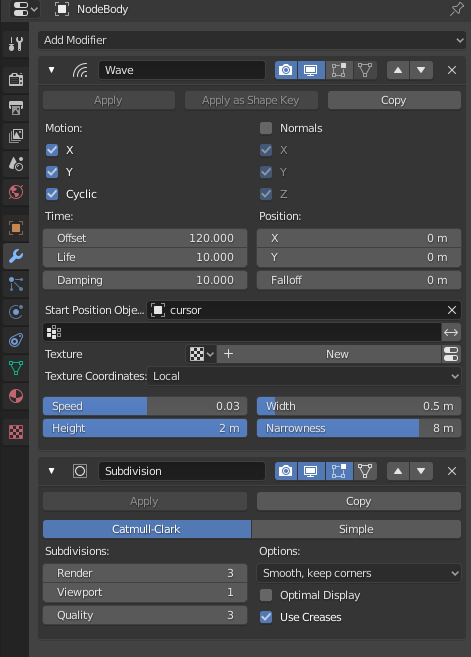 NodeBody
Add Modifier
Wave
Apply Apply as Shape Key Copy
Motion: Normals
X X
Y Y
Cyclic Z
Time: Position:
Offset 120.000 X 0 m
Life 10.000 Y 0 m
Damping 10.000 Falloff 0 m
Start Position Obje... cursor
Texture New
Texture Coordinates: Local
Speed 0.03 Width 0.5 m
Height 2 m Narrowness 8 m
Subdivision
Apply Copy
Catmull-Clark Simple
Subdivisions: Options:
Render 3 Smooth, keep corners
Viewport 1 Optimal Display
Quality 3 Use Creases